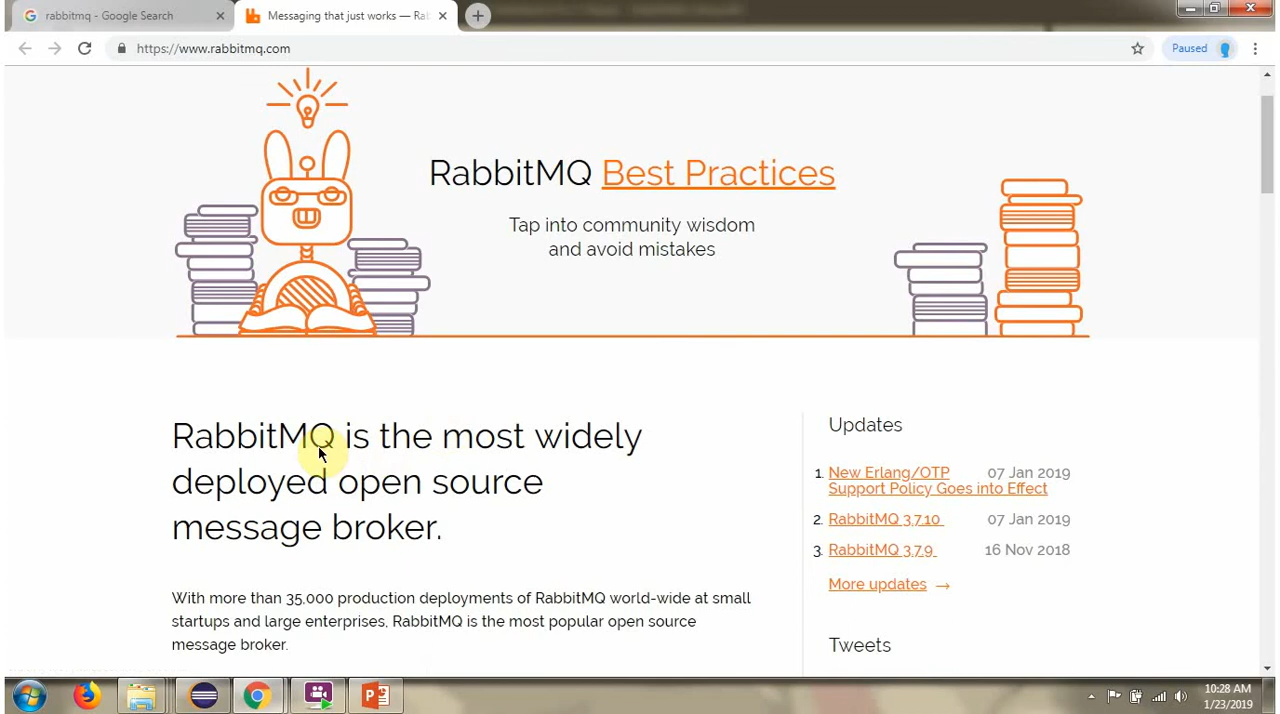 rabbitmq - Google Search
Messaging that just works — Rab
https://www.rabbitmq.com
Paused
RabbitMQ Best Practices
Tap into community wisdom
and avoid mistakes
RabbitMQ is the most widely
deployed open source
message broker.
With more than 35,000 production deployments of RabbitMQ world-wide at small
startups and large enterprises, RabbitMQ is the most popular open source
message broker.
Updates
1. New Erlang/OTP 07 Jan 2019
Support Policy Goes into Effect
2. RabbitMQ 3.7.10 07 Jan 2019
3. RabbitMQ 3.7.9 16 Nov 2018
More updates →
Tweets
10:28 AM
1/23/2019